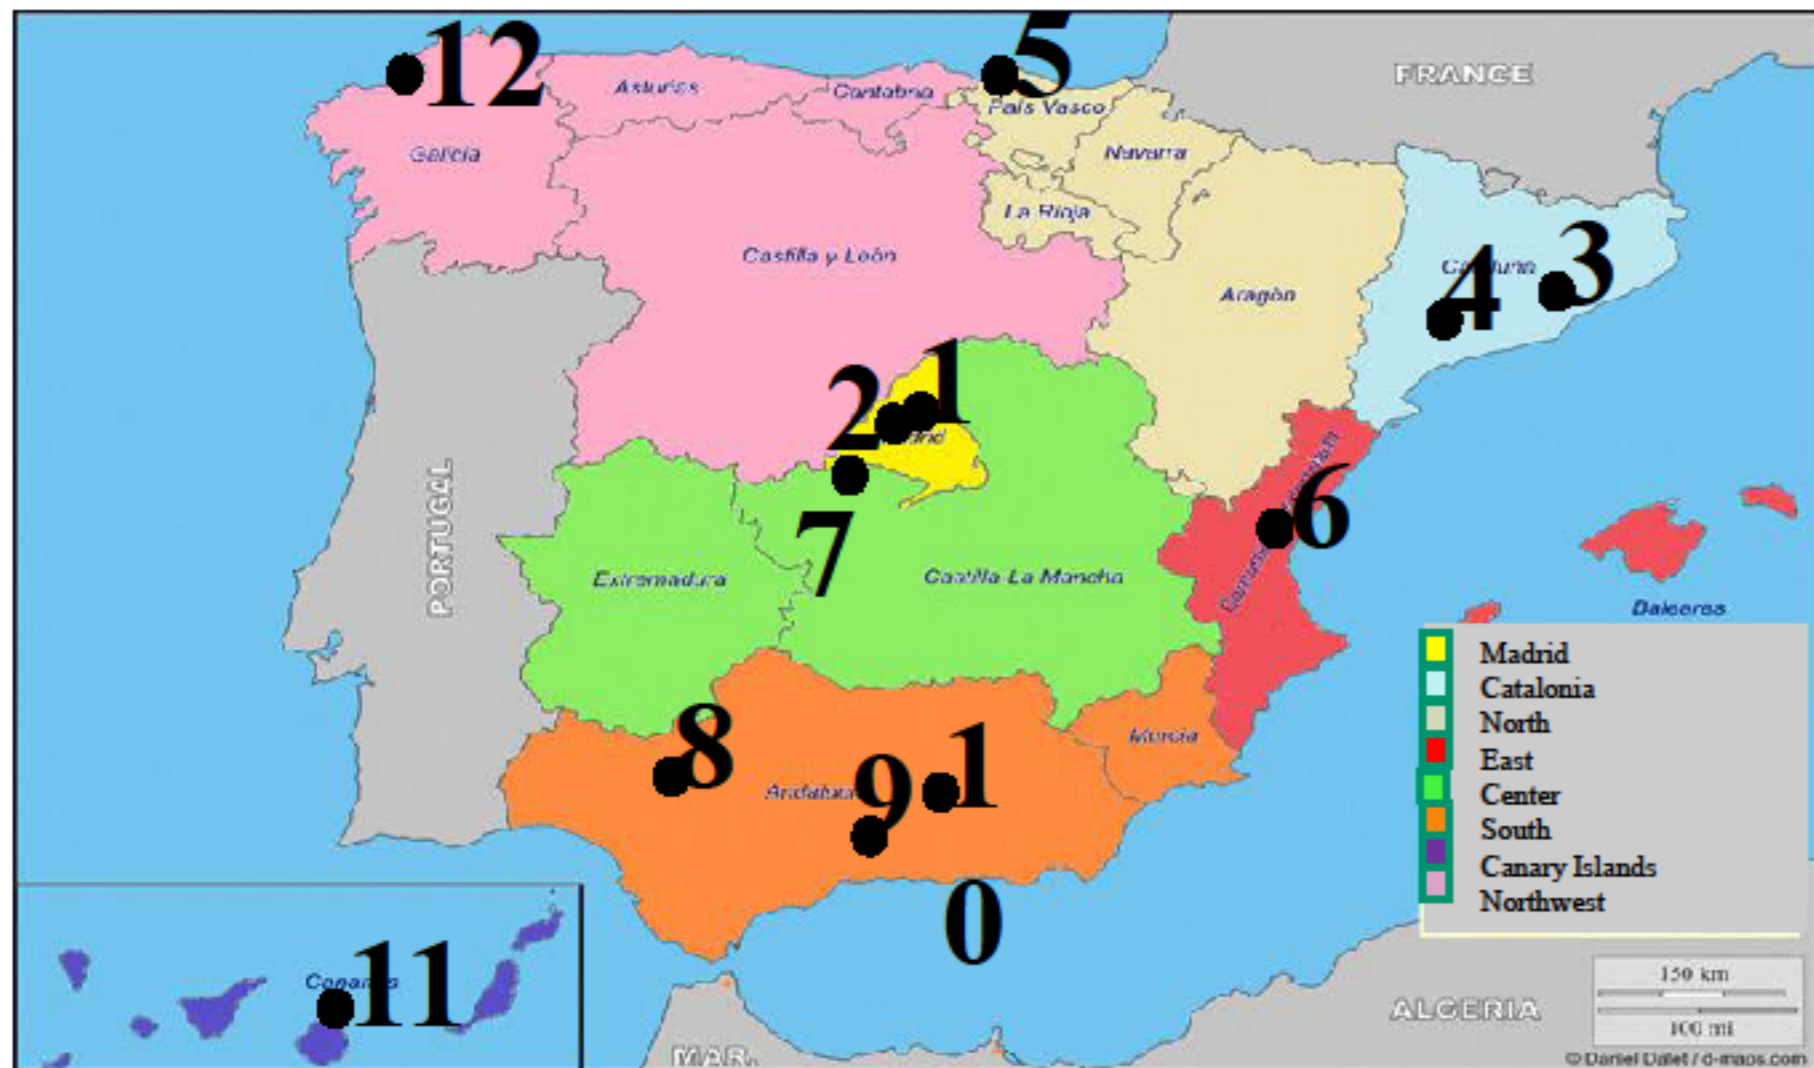 12
5
FRANCE
Asturias
Cantabria
País Vasco
Galicia
Navarra
La Rioja
Castilla y León
4
3
Aragón
2
1
6
PORTUGAL
7
Extremadura
Castilla-La Mancha
Baleares
Madrid
Catalonia
North
East
Center
South
Canary Islands
Northwest
8
Murcia
9
1
0
11
150 km
100 mi
ALGERIA
MAR.
© Daniel Dalet / d-maps.com